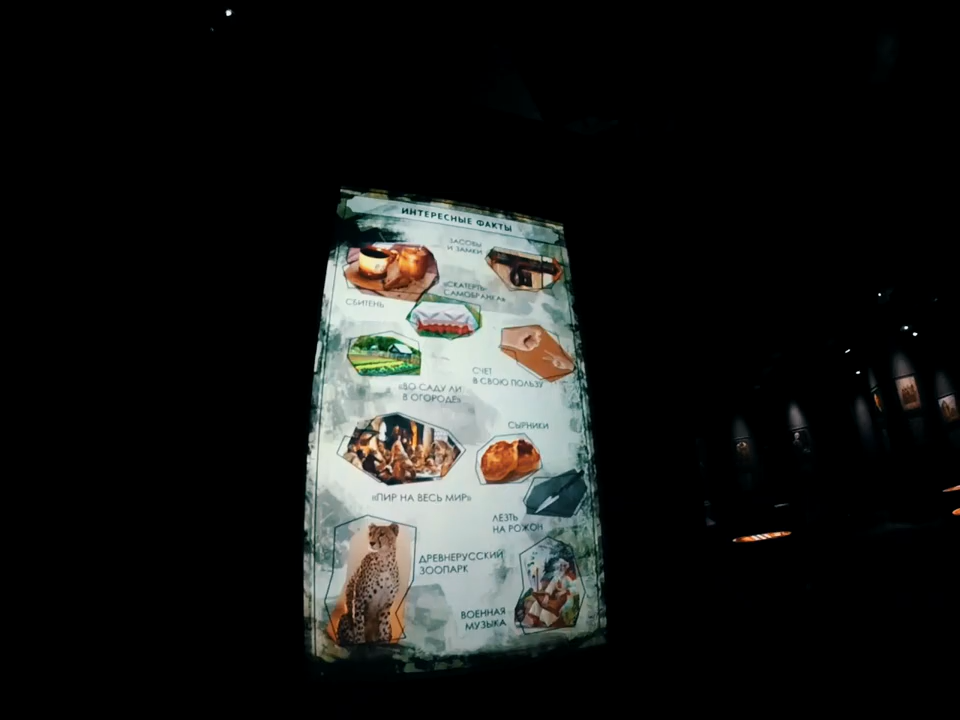 ИНТЕРЕСНЫЕ ФАКТЫ
ЗАСОВЫ
И ЗАМКИ
СБИТЕНЬ
«СКАТЕРТЬ-
САМОБРАНКА»
СЧЕТ
В СВОЮ ПОЛЬЗУ
«ВО САДУ ЛИ
В ОГОРОДЕ»
СЫРНИКИ
«ПИР НА ВЕСЬ МИР»
ЛЕЗТЬ
НА РОЖОН
ДРЕВНЕРУССКИЙ
ЗООПАРК
ВОЕННАЯ
МУЗЫКА